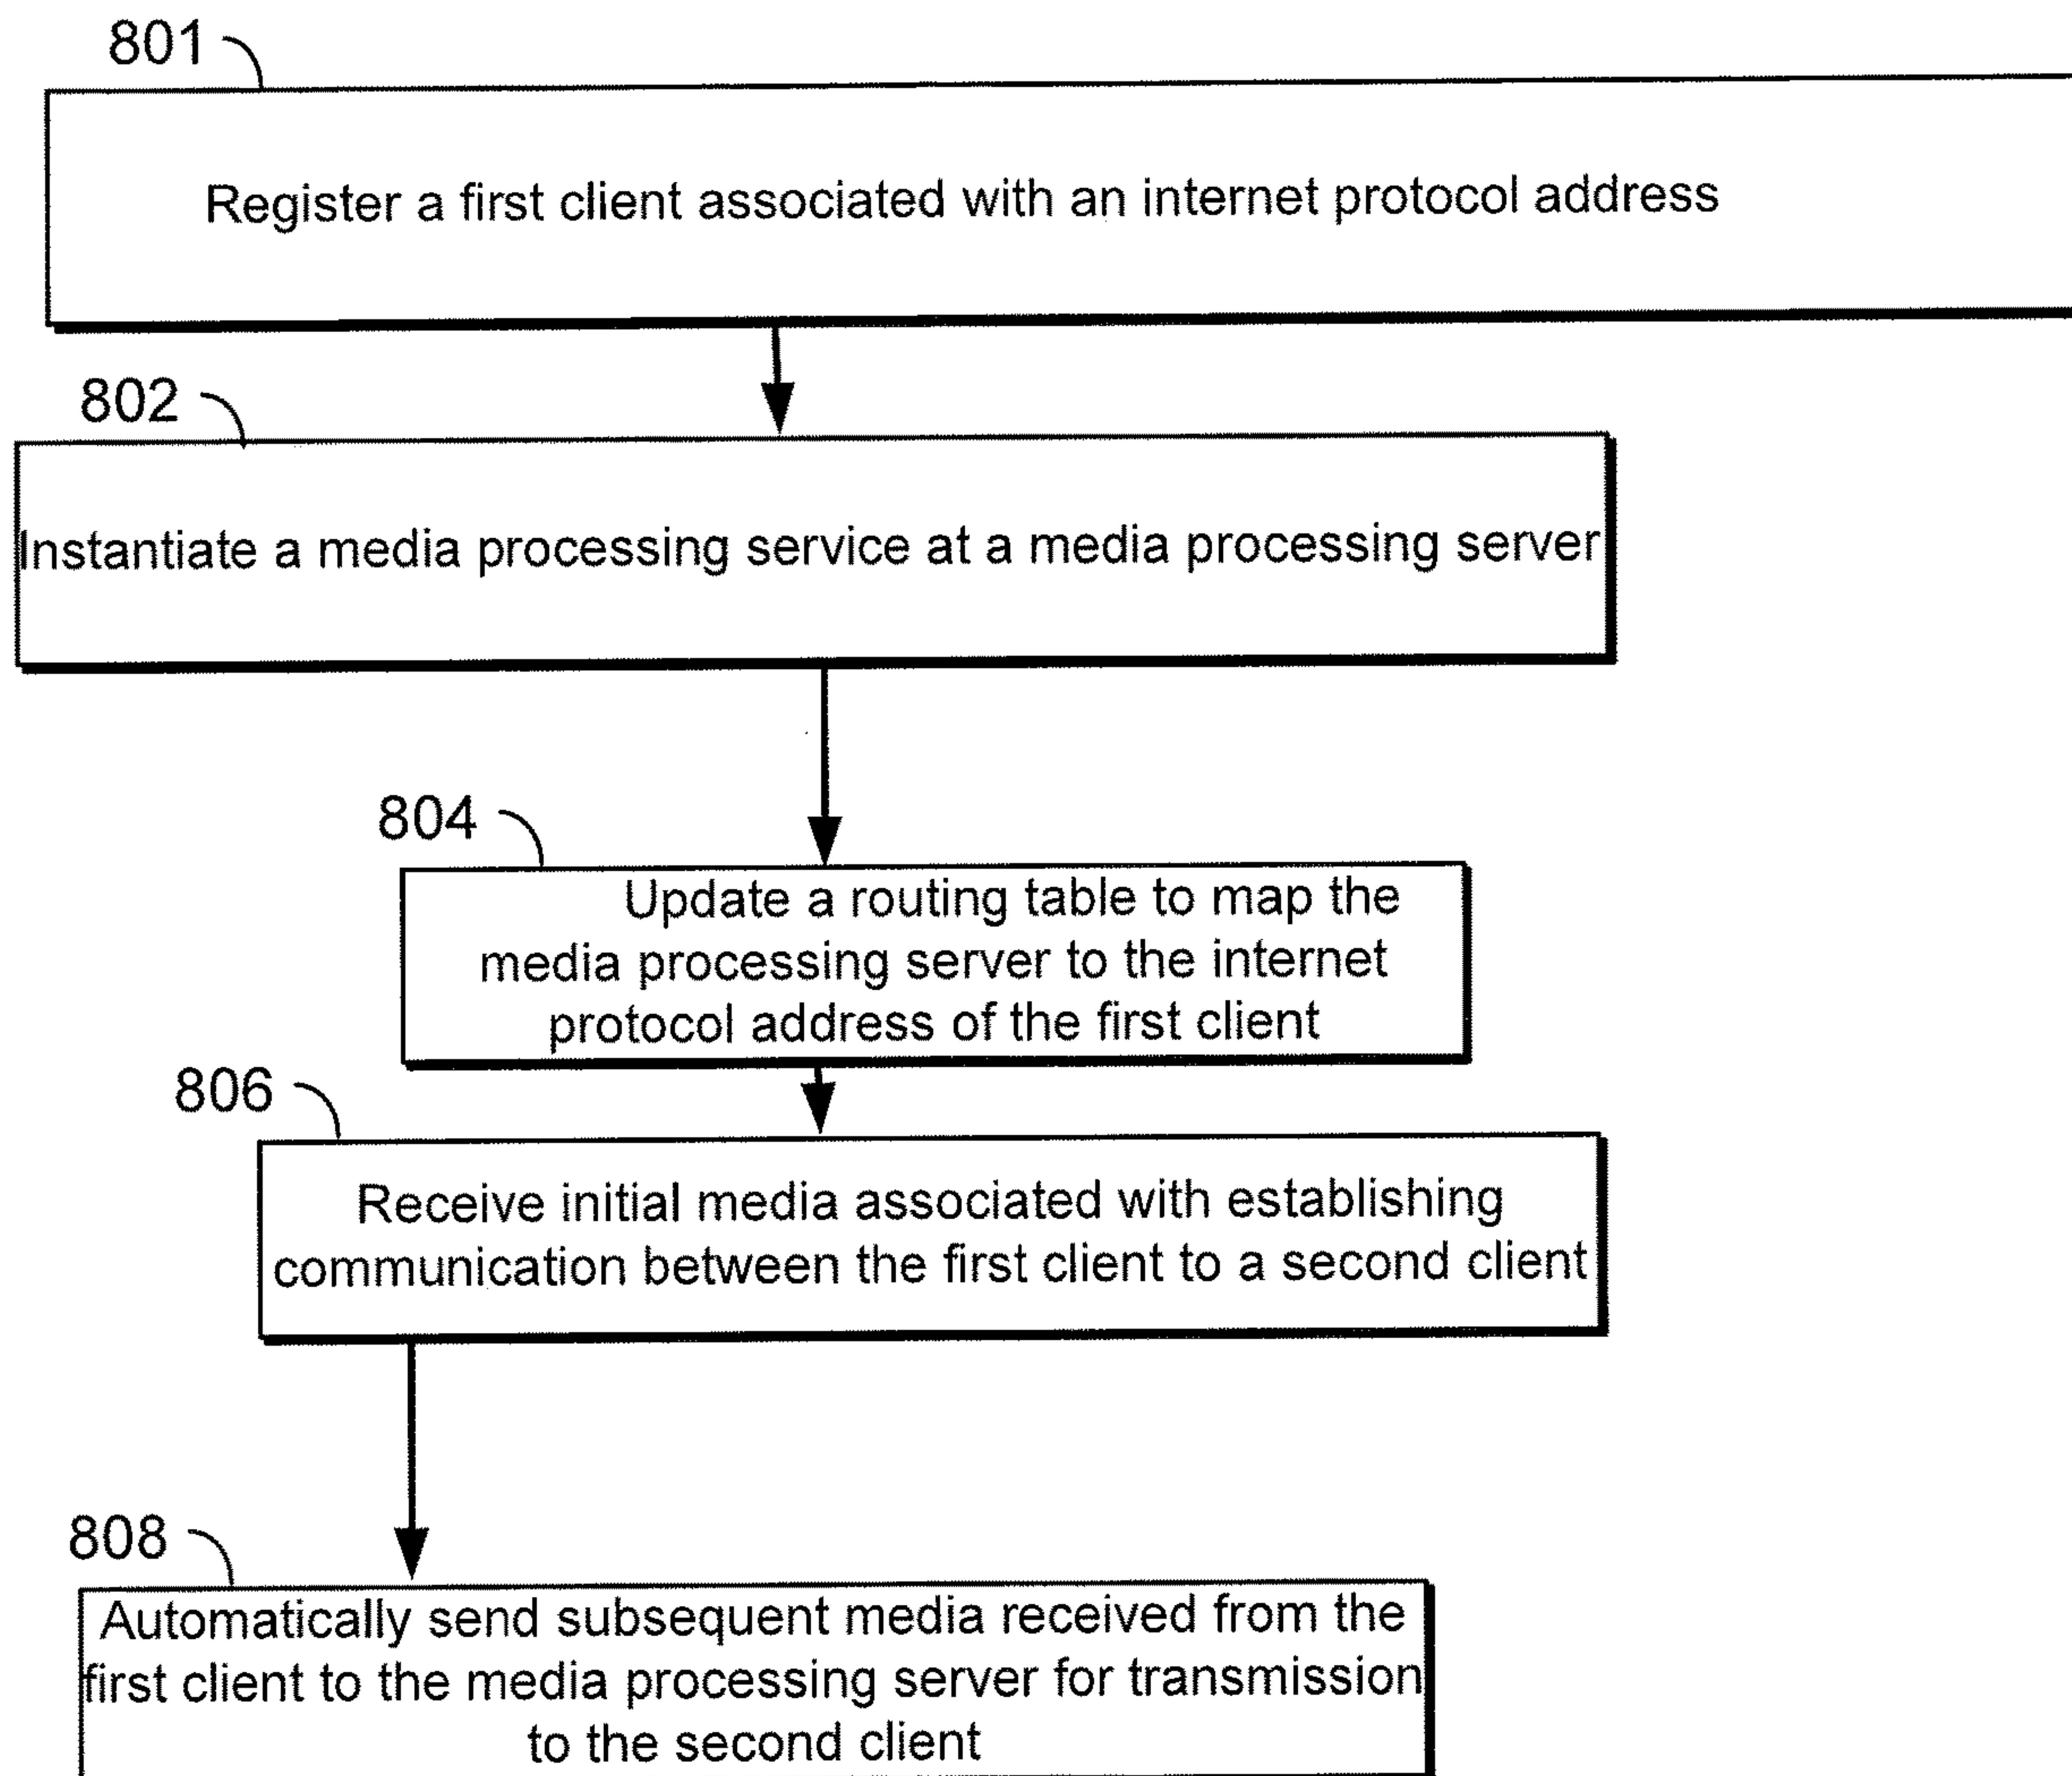 801
Register a first client associated with an internet protocol address
802
Instantiate a media processing service at a media processing server
804
Update a routing table to map the
media processing server to the internet
protocol address of the first client
806
Receive initial media associated with establishing
communication between the first client to a second client
808
Automatically send subsequent media received from the
first client to the media processing server for transmission
to the second client